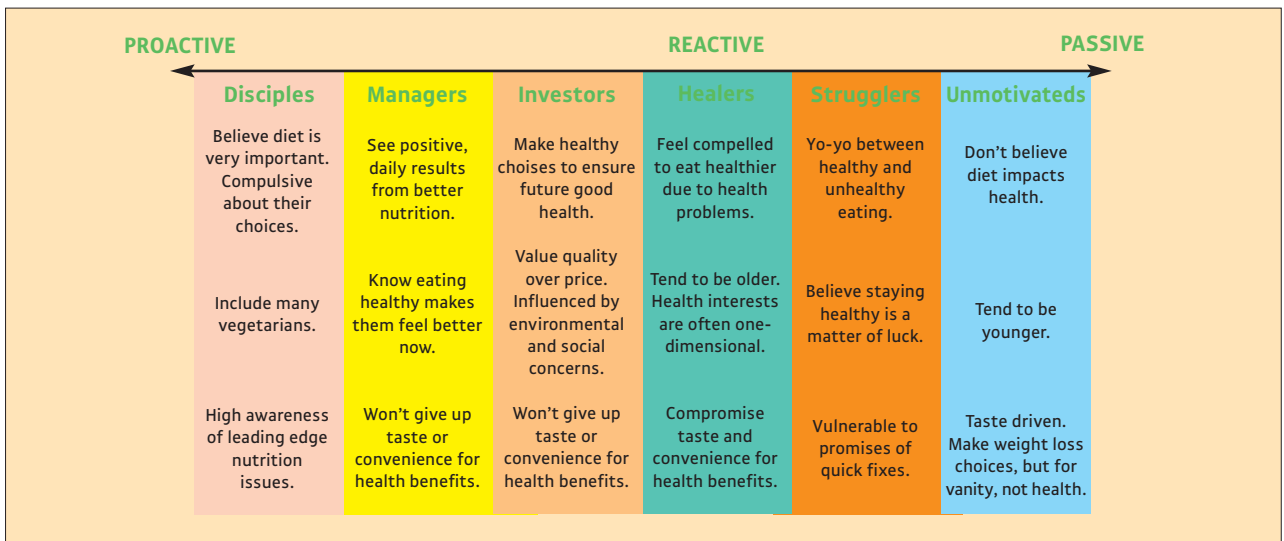 PROACTIVE
REACTIVE
PASSIVE
Disciples
Believe diet is
very important.
Compulsive
about their
choices.
Include many
vegetarians.
High awareness
of leading edge
nutrition
issues.
Managers
See positive,
daily results
from better
nutrition.
Know eating
healthy makes
them feel better
now.
Won't give up
taste or
convenience for
health benefits.
Investors
Make healthy
choises to ensure
future good
health.
Value quality
over price.
Influenced by
environmental
and social
concerns.
Won't give up
taste or
convenience for
health benefits.
Healers
Feel compelled
to eat healthier
due to health
problems.
Tend to be older.
Health interests
are often one-
dimensional.
Compromise
taste and
convenience for
health benefits.
Strugglers
Yo-yo between
healthy and
unhealthy
eating.
Believe staying
healthy is a
matter of luck.
Vulnerable to
promises of
quick fixes.
Unmotivateds
Don't believe
diet impacts
health.
Tend to be
younger.
Taste driven.
Make weight loss
choices, but for
vanity, not health.